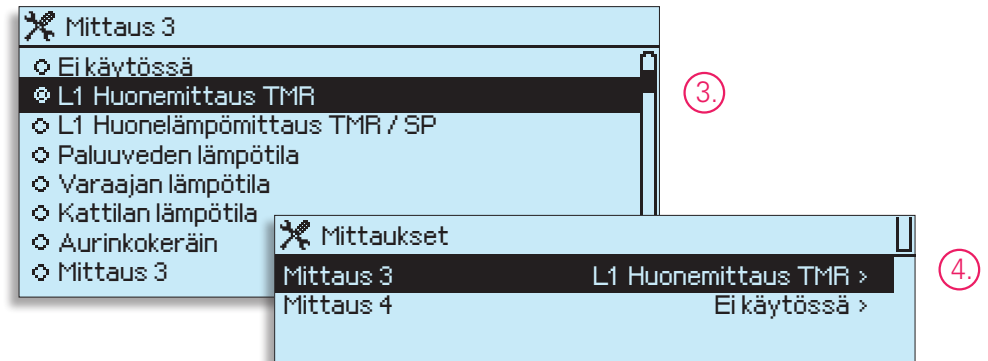 Mittaus 3
Ei käytössä
L1 Huonemittaus TMR
3.
L1 Huonelämpömittaus TMR / SP
Paluuveden lämpötila
Varaajan lämpötila
Kattilan lämpötila
Aurinkokeräin
Mittaus 3
Mittaukset
Mittaus 3 L1 Huonemittaus TMR >
4.
Mittaus 4 Ei käytössä >